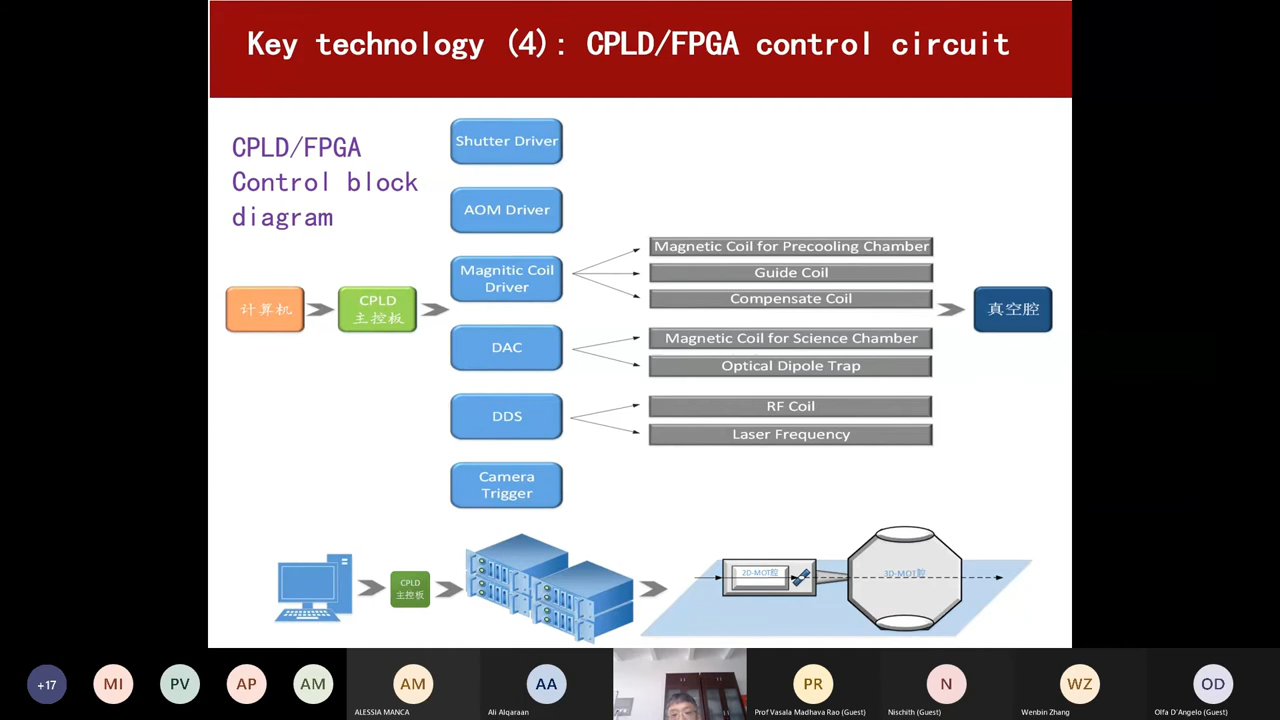 Key technology (4): CPLD/FPGA control circuit
CPLD/FPGA
Control block
diagram
Shutter Driver
AOM Driver
Magnitic Coil
Driver
DAC
DDS
Camera
Trigger
Magnetic Coil for Precooling Chamber
Guide Coil
Compensate Coil
Magnetic Coil for Science Chamber
Optical Dipole Trap
RF Coil
Laser Frequency
计算机
CPLD
主控板
真空腔
CPLD
主控板
2D-MOT腔
3D-MOT腔
+17
MI
PV
AP
AM
AM
ALESSIA MANCA
AA
Ali Alqaraan
PR
Prof Vasala Madhava Rao (Guest)
N
Nischith (Guest)
WZ
Wenbin Zhang
OD
Olfa D'Angelo (Guest)